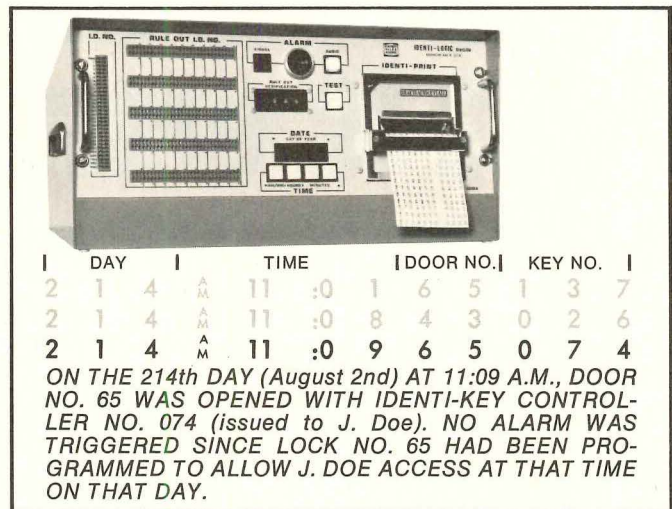 I.D. NO.
RULE OUT I.D. NO.
ALARM
AUDIO
IDENTI-LOGIC
IDENTI-PRINT
TEST
DATE
TIME
DAY TIME DOOR NO. KEY NO.
2 1 4 AM 11 :0 1 6 5 1 3 7
2 1 4 AM 11 :0 8 4 3 0 2 6
2 1 4 AM 11 :0 9 6 5 0 7 4
ON THE 214th DAY (August 2nd) AT 11:09 A.M., DOOR
NO. 65 WAS OPENED WITH IDENTI-KEY CONTROL-
LER NO. 074 (issued to J. Doe). NO ALARM WAS
TRIGGERED SINCE LOCK NO. 65 HAD BEEN PRO-
GRAMMED TO ALLOW J. DOE ACCESS AT THAT TIME
ON THAT DAY.